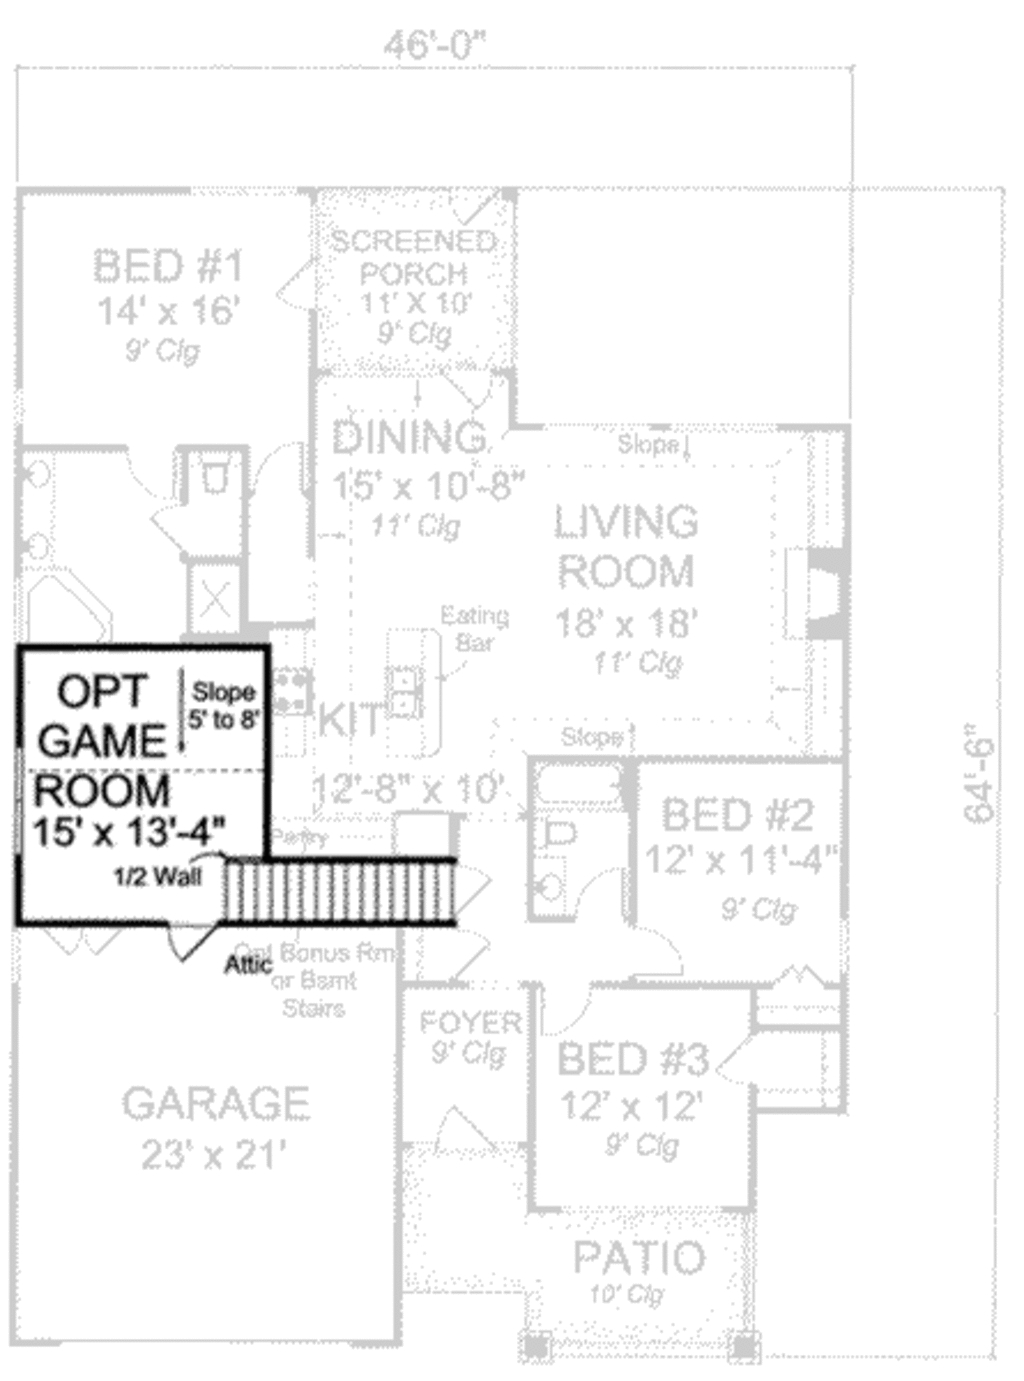 46'-0"
BED #1
14' x 16'
9' Clg
SCREENED
PORCH
11' X 10'
9' Clg
DINING
15' x 10'-8"
11' Clg
Slope
LIVING
ROOM
18' x 18'
11' Clg
Eating
Bar
OPT
GAME
ROOM
15' x 13'-4"
Slope
5' to 8'
1/2 Wall
KIT
12'-8" x 10'
Pantry
Slope
64'-6"
BED #2
12' x 11'-4"
9' Clg
Attic
Opt Bonus Rm
or Bsmt
Stairs
FOYER
9' Clg
BED #3
12' x 12'
9' Clg
GARAGE
23' x 21'
PATIO
10' Clg